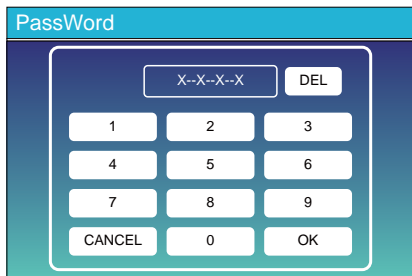 PassWord
X--X--X--X DEL
1 2 3
4 5 6
7 8 9
CANCEL 0 OK